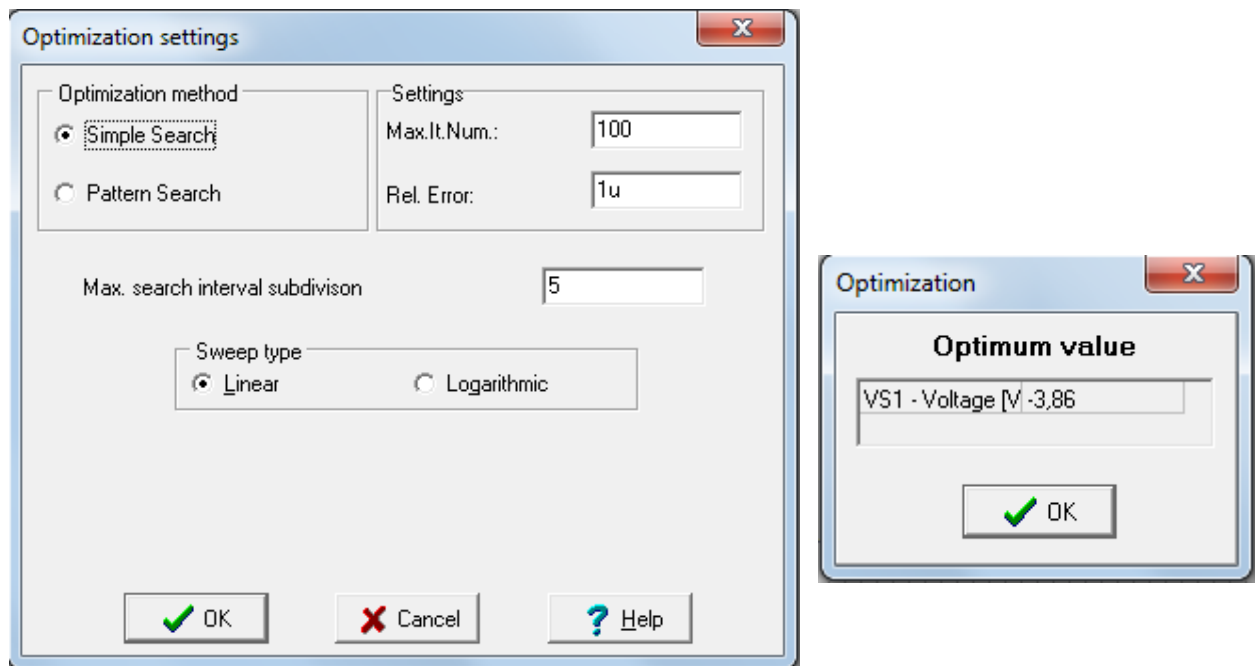 Optimization settings
Optimization method
Simple Search
Pattern Search
Settings
Max.It.Num.: 100
Rel. Error: 1u
Max. search interval subdivison 5
Sweep type
Linear Logarithmic
OK Cancel Help
Optimization
Optimum value
VS1 - Voltage [V -3,86
OK